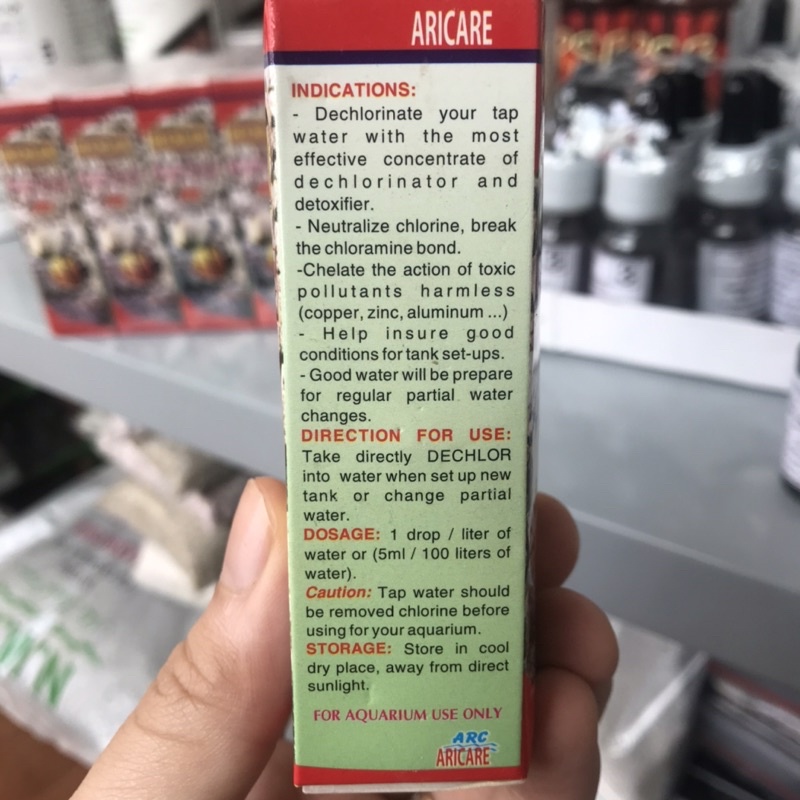 ARICARE
INDICATIONS:
- Dechlorinate your tap
water with the most
effective concentrate of
dechlorinator and
detoxifier.
- Neutralize chlorine, break
the chloramine bond.
-Chelate the action of toxic
pollutants harmless
(copper, zinc, aluminum ...)
- Help insure good
conditions for tank set-ups.
- Good water will be prepare
for regular partial water
changes.
DIRECTION FOR USE:
Take directly DECHLOR
into water when set up new
tank or change partial
water.
DOSAGE: 1 drop / liter of
water or (5ml / 100 liters of
water).
Caution: Tap water should
be removed chlorine before
using for your aquarium.
STORAGE: Store in cool
dry place, away from direct
sunlight.
FOR AQUARIUM USE ONLY
ARC
ARICARE